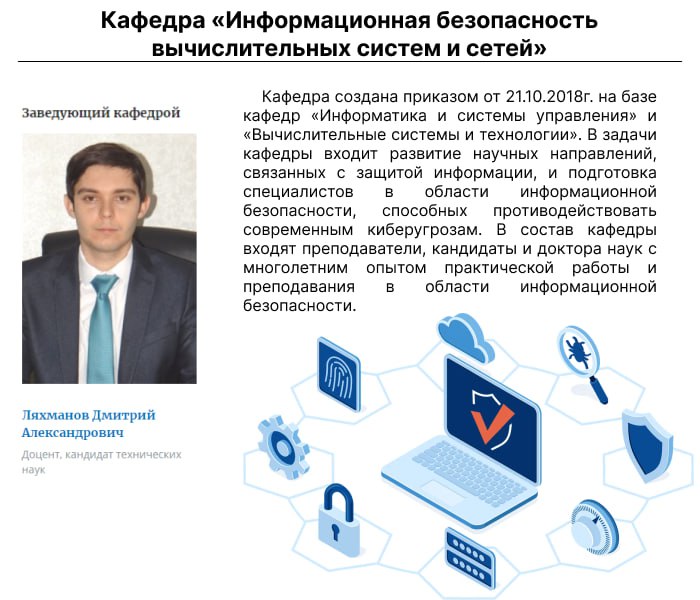 Кафедра «Информационная безопасность
вычислительных систем и сетей»
Заведующий кафедрой
Ляхманов Дмитрий
Александрович
Доцент, кандидат технических
наук
Кафедра создана приказом от 21.10.2018г. на базе
кафедр «Информатика и системы управления» и
«Вычислительные системы и технологии». В задачи
кафедры входит развитие научных направлений,
связанных с защитой информации, и подготовка
специалистов в области информационной
безопасности, способных противодействовать
современным киберугрозам. В состав кафедры
входят преподаватели, кандидаты и доктора наук с
многолетним опытом практической работы и
преподавания в области информационной
безопасности.